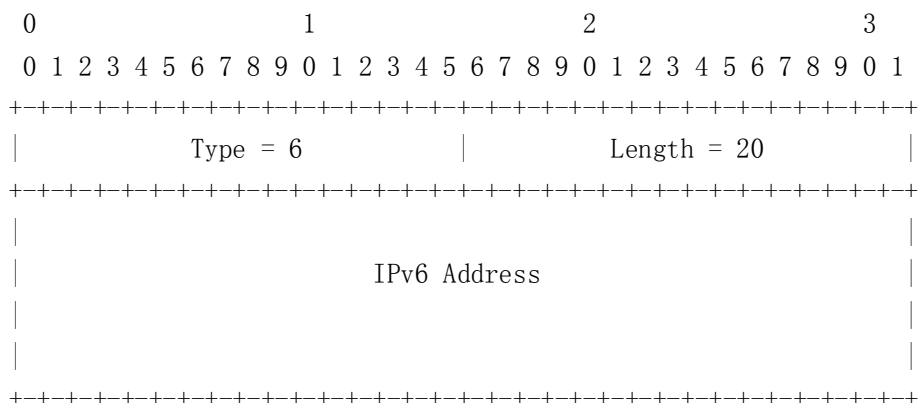 0                   1                   2                   3
0 1 2 3 4 5 6 7 8 9 0 1 2 3 4 5 6 7 8 9 0 1 2 3 4 5 6 7 8 9 0 1
+-+-+-+-+-+-+-+-+-+-+-+-+-+-+-+-+-+-+-+-+-+-+-+-+-+-+-+-+-+-+-+-+
|            Type = 6           |          Length = 20          |
+-+-+-+-+-+-+-+-+-+-+-+-+-+-+-+-+-+-+-+-+-+-+-+-+-+-+-+-+-+-+-+-+
|                                                               |
|                         IPv6 Address                          |
|                                                               |
|                                                               |
+-+-+-+-+-+-+-+-+-+-+-+-+-+-+-+-+-+-+-+-+-+-+-+-+-+-+-+-+-+-+-+-+